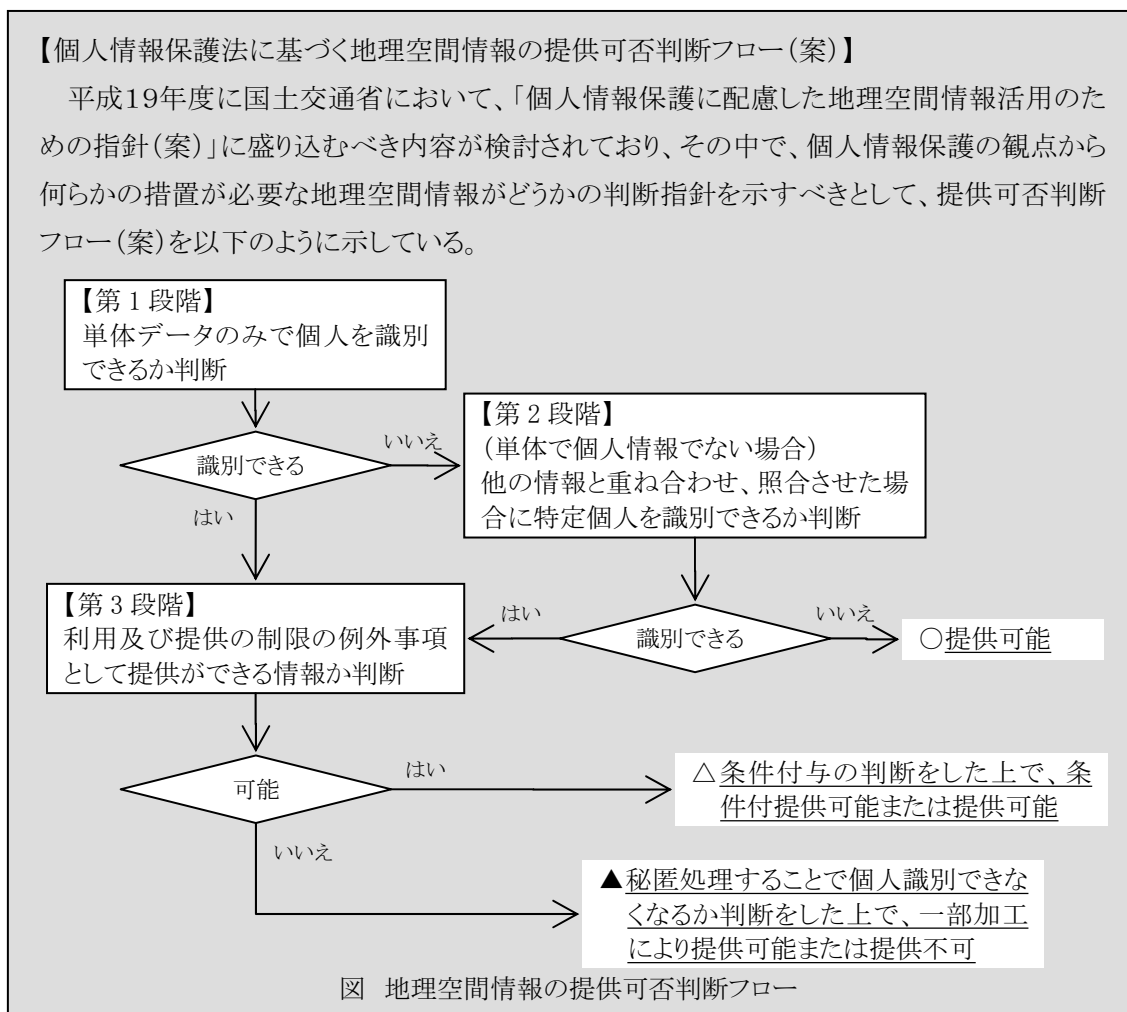 【個人情報保護法に基づく地理空間情報の提供可否判断フロー(案)】
平成19年度に国土交通省において、「個人情報保護に配慮した地理空間情報活用のた
めの指針(案)」に盛り込むべき内容が検討されており、その中で、個人情報保護の観点から
何らかの措置が必要な地理空間情報がどうかの判断指針を示すべきとして、提供可否判断
フロー(案)を以下のように示している。
【第1段階】
単体データのみで個人を識別
できるか判断
識別できる
いいえ
はい
【第2段階】
(単体で個人情報でない場合)
他の情報と重ね合わせ、照合させた場
合に特定個人を識別できるか判断
識別できる
はい
いいえ
○提供可能
【第3段階】
利用及び提供の制限の例外事項
として提供ができる情報か判断
可能
はい
△条件付与の判断をした上で、条
件付提供可能または提供可能
いいえ
▲秘匿処理することで個人識別できな
くなるか判断をした上で、一部加工
により提供可能または提供不可
図 地理空間情報の提供可否判断フロー